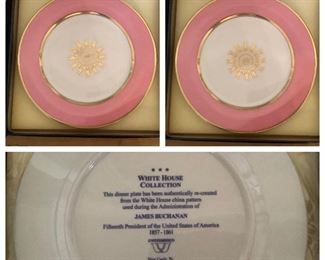 ★ ★ ★
WHITE HOUSE
COLLECTION
This dinner plate has been authentically re-created
from the White House china pattern
used during the Administration of
JAMES BUCHANAN
Fifteenth President of the United States of America
1857 - 1861